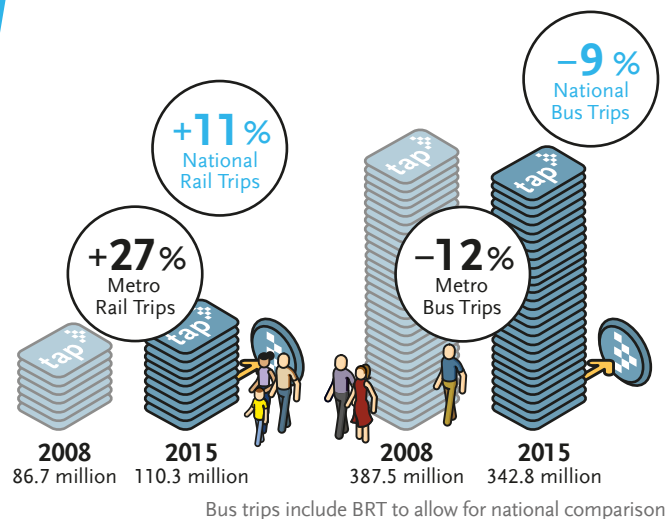 –9 %
National
Bus Trips
+11 %
National
Rail Trips
tap
tap
+27%
Metro
Rail Trips
–12%
Metro
Bus Trips
tap
tap
2008
86.7 million
2015
110.3 million
2008
387.5 million
2015
342.8 million
Bus trips include BRT to allow for national comparison